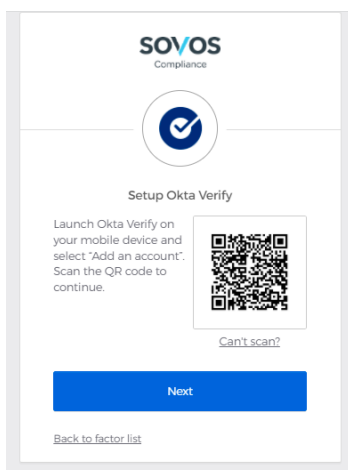 SOVOS
Compliance
Setup Okta Verify
Launch Okta Verify on
your mobile device and
select "Add an account".
Scan the QR code to
continue.
Can't scan?
Next
Back to factor list